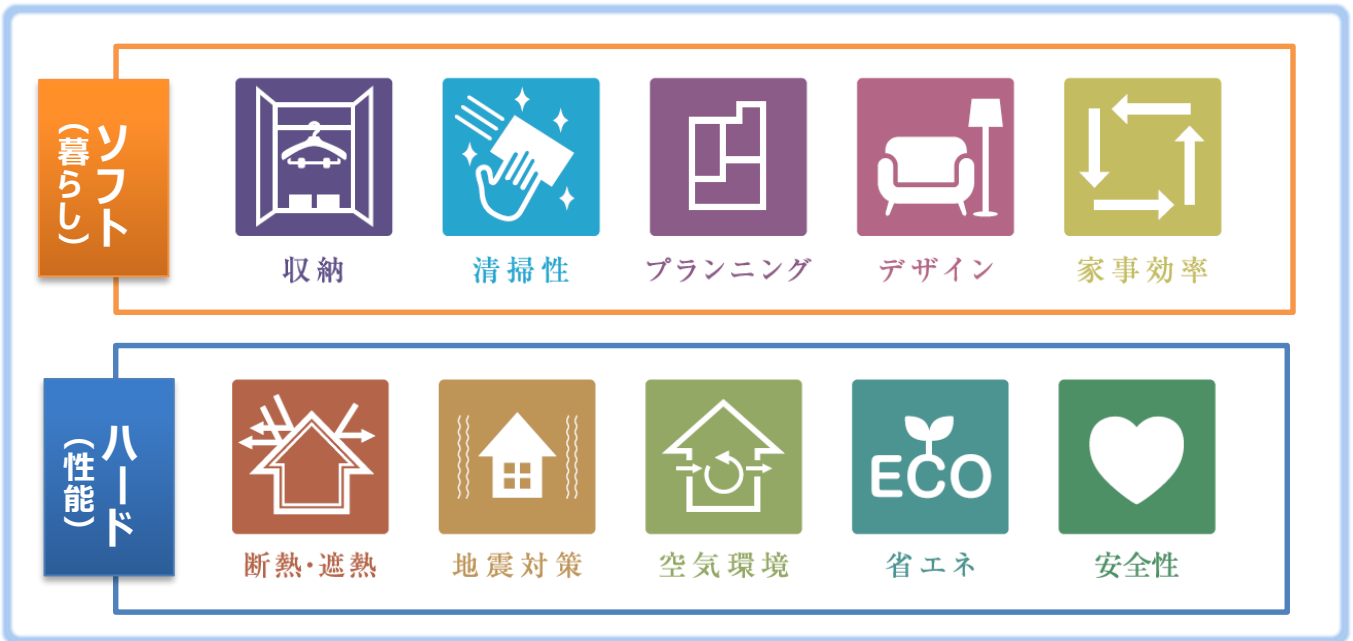 ソフト
（暮らし）
収納
清掃性
プランニング
デザイン
家事効率
ハード
（性能）
断熱・遮熱
地震対策
空気環境
ECO
省エネ
安全性